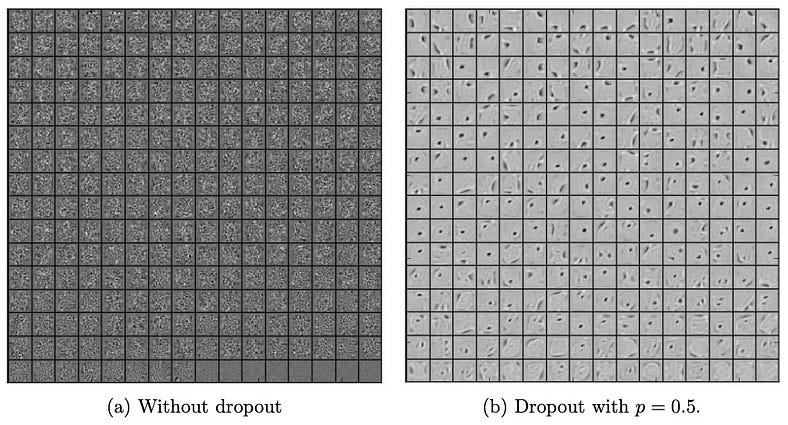 (a) Without dropout
(b) Dropout with p = 0.5.